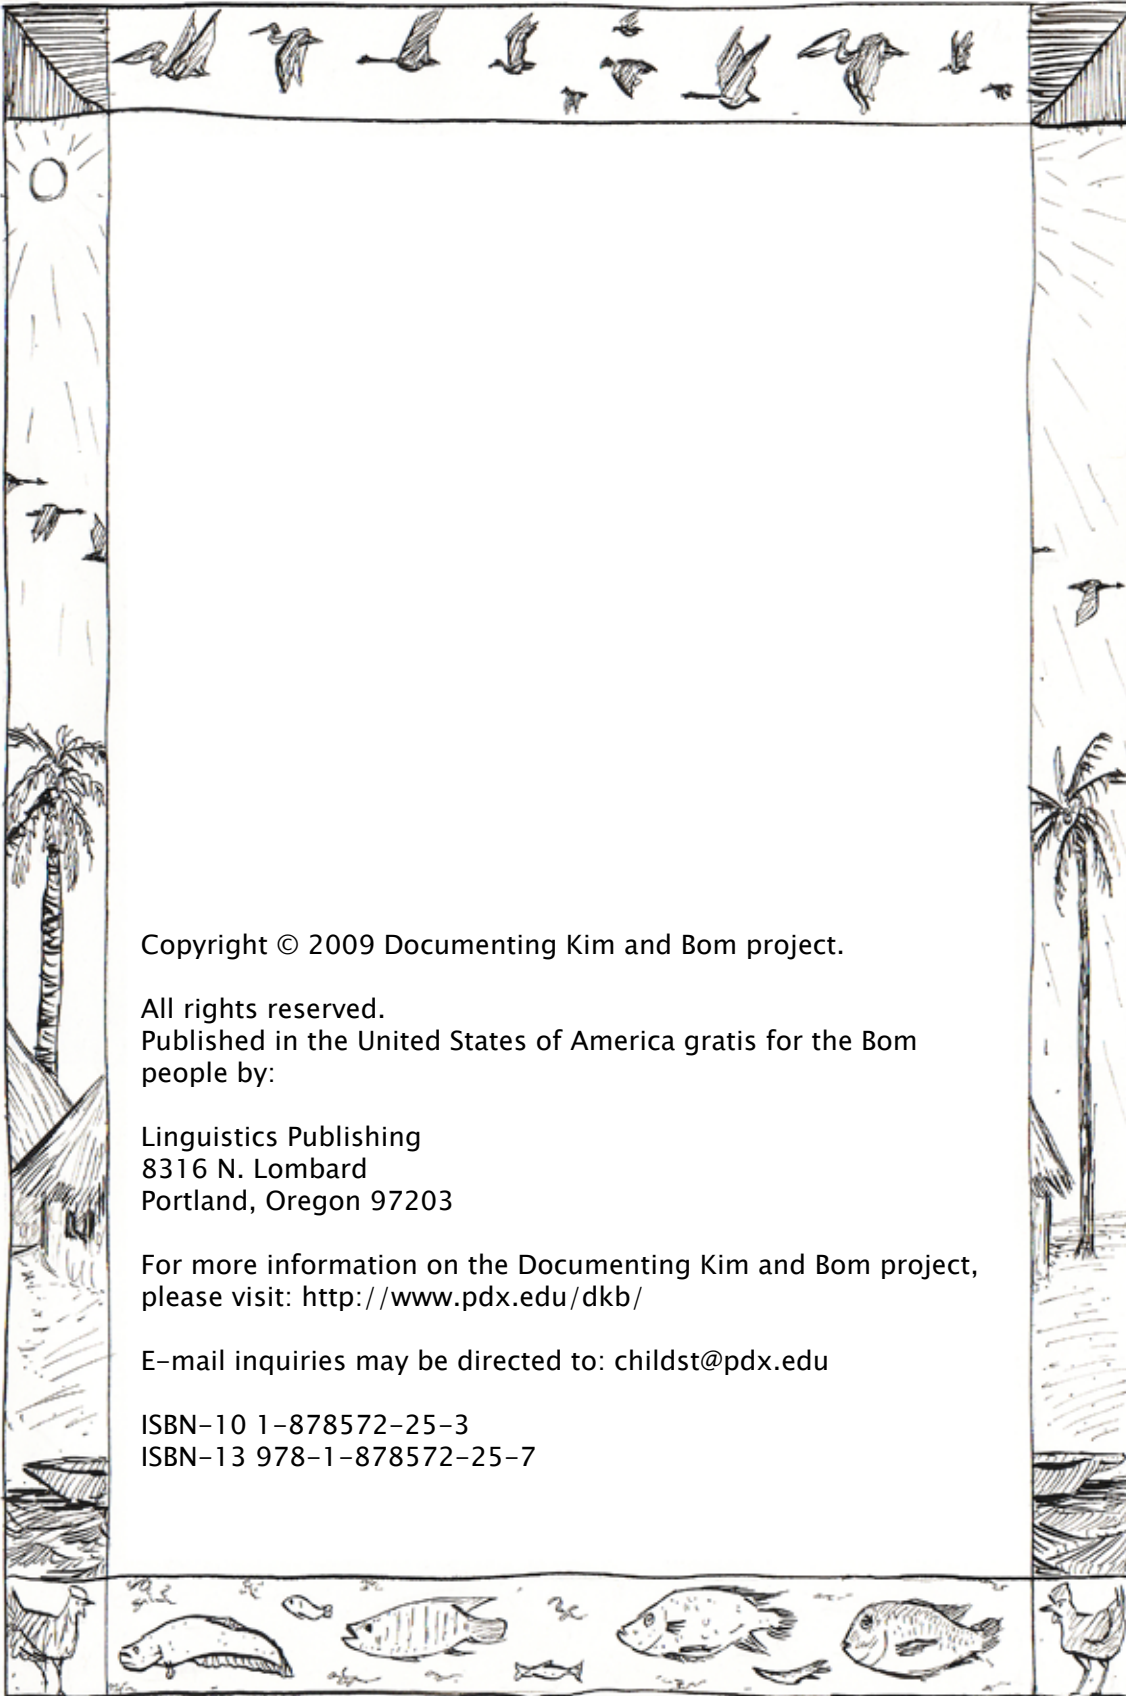 Copyright © 2009 Documenting Kim and Bom project.
All rights reserved.
Published in the United States of America gratis for the Bom
people by:
Linguistics Publishing
8316 N. Lombard
Portland, Oregon 97203
For more information on the Documenting Kim and Bom project,
please visit: http://www.pdx.edu/dkb/
E-mail inquiries may be directed to: childst@pdx.edu
ISBN-10 1-878572-25-3
ISBN-13 978-1-878572-25-7